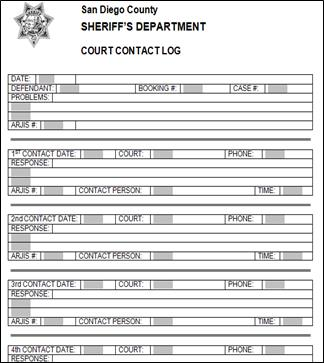 San Diego County
SHERIFF'S DEPARTMENT
COURT CONTACT LOG
DATE:
DEFENDANT: BOOKING #: CASE #:
PROBLEMS:
ARJIS #:
1ST CONTACT DATE: COURT: PHONE:
RESPONSE:
ARJIS #: CONTACT PERSON: TIME:
2nd CONTACT DATE: COURT: PHONE:
RESPONSE:
ARJIS #: CONTACT PERSON: TIME:
3rd CONTACT DATE: COURT: PHONE:
RESPONSE:
ARJIS #: CONTACT PERSON: TIME:
4th CONTACT DATE: COURT: PHONE:
RESPONSE: